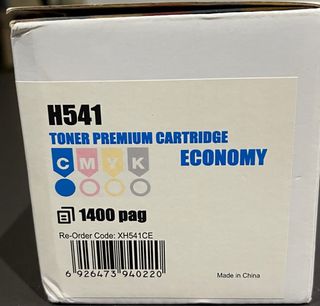 H541
TONER PREMIUM CARTRIDGE
C M Y K ECONOMY
1400 pag
Re-Order Code: XH541CE
6 926473 940220
Made in China